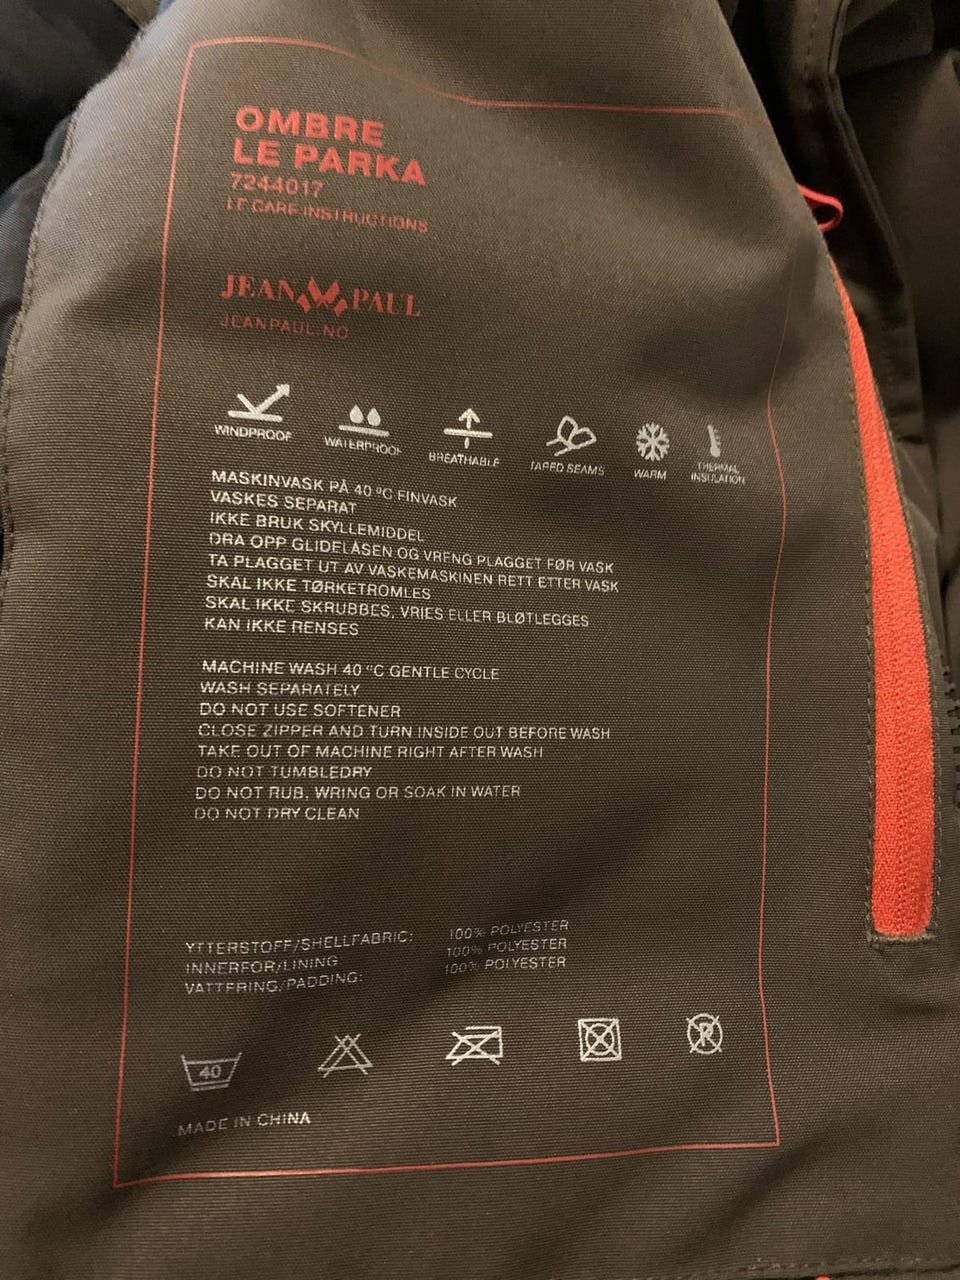 OMBRE
LE PARKA
7244017
LE CARE INSTRUCTIONS
JEAN PAUL
JEANPAUL.NO
WINDPROOF
WATERPROOF
BREATHABLE
TAPED SEAMS
WARM
THERMAL
INSULATION
MASKINVASK PÅ 40 ºC FINVASK
VASKES SEPARAT
IKKE BRUK SKYLLEMIDDEL
DRA OPP GLIDELÅSEN OG VRENG PLAGGET FØR VASK
TA PLAGGET UT AV VASKEMASKINEN RETT ETTER VASK
SKAL IKKE TØRKETROMLES
SKAL IKKE SKRUBBES, VRIES ELLER BLØTLEGGES
KAN IKKE RENSES
MACHINE WASH 40 ºC GENTLE CYCLE
WASH SEPARATELY
DO NOT USE SOFTENER
CLOSE ZIPPER AND TURN INSIDE OUT BEFORE WASH
TAKE OUT OF MACHINE RIGHT AFTER WASH
DO NOT TUMBLEDRY
DO NOT RUB, WRING OR SOAK IN WATER
DO NOT DRY CLEAN
YTTERSTOFF/SHELLFABRIC: 100% POLYESTER
INNERFOR/LINING 100% POLYESTER
VATTERING/PADDING: 100% POLYESTER
40
P
MADE IN CHINA